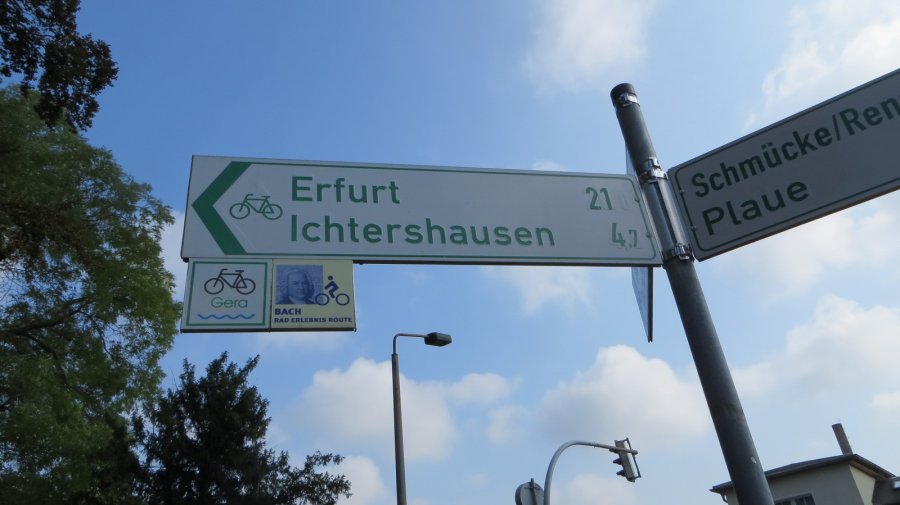 Erfurt 21
Ichtershausen 4,7
Gera
BACH
RAD ERLEBNIS ROUTE
Schmücke/Ren
Plaue